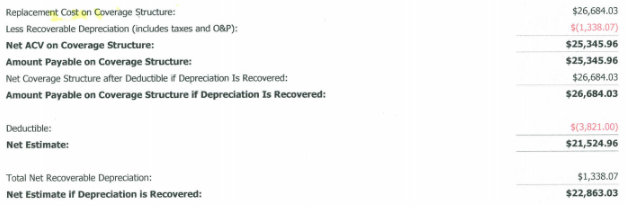 Replacement Cost on Coverage Structure: $26,684.03
Less Recoverable Depreciation (includes taxes and O&P): $(1,338.07)
Net ACV on Coverage Structure: $25,345.96
Amount Payable on Coverage Structure: $25,345.96
Net Coverage Structure after Deductible if Depreciation Is Recovered: $26,684.03
Amount Payable on Coverage Structure if Depreciation Is Recovered: $26,684.03
Deductible: $(3,821.00)
Net Estimate: $21,524.96
Total Net Recoverable Depreciation: $1,338.07
Net Estimate if Depreciation is Recovered: $22,863.03